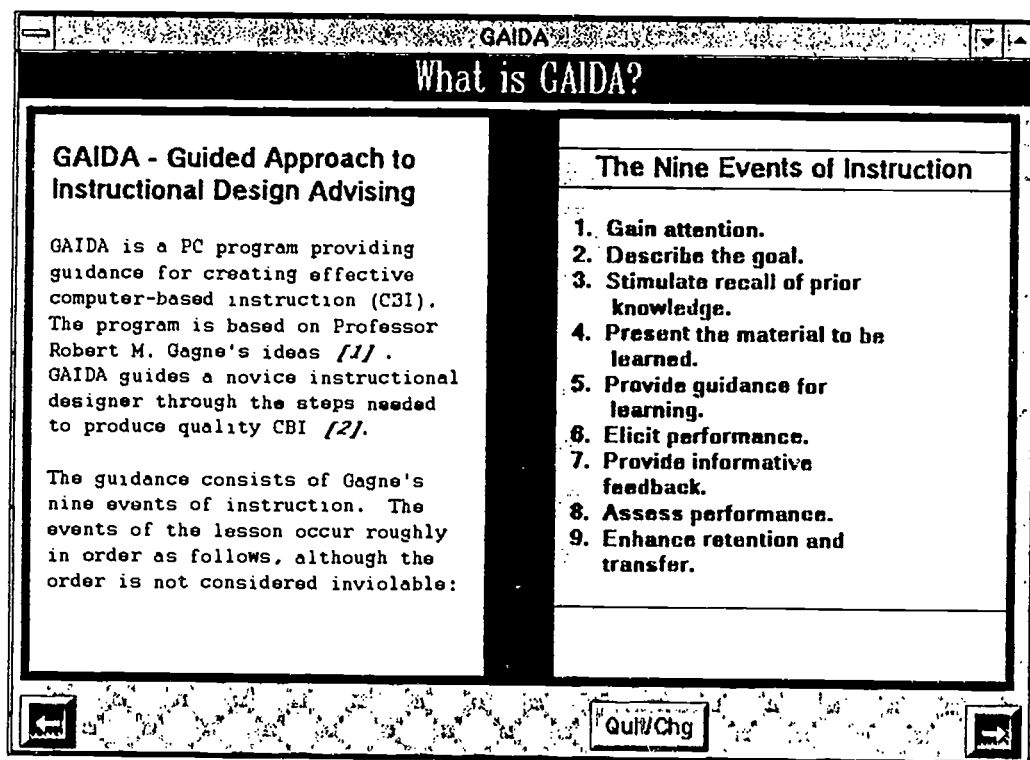 GAIDA
What is GAIDA?
GAIDA - Guided Approach to
Instructional Design Advising
GAIDA is a PC program providing
guidance for creating effective
computer-based instruction (CBI).
The program is based on Professor
Robert M. Gagne's ideas [1] .
GAIDA guides a novice instructional
designer through the steps needed
to produce quality CBI [2].
The guidance consists of Gagne's
nine events of instruction. The
events of the lesson occur roughly
in order as follows, although the
order is not considered inviolable:
The Nine Events of Instruction
1. Gain attention.
2. Describe the goal.
3. Stimulate recall of prior
knowledge.
4. Present the material to be
learned.
5. Provide guidance for
learning.
6. Elicit performance.
7. Provide informative
feedback.
8. Assess performance.
9. Enhance retention and
transfer.
Quit/Chg